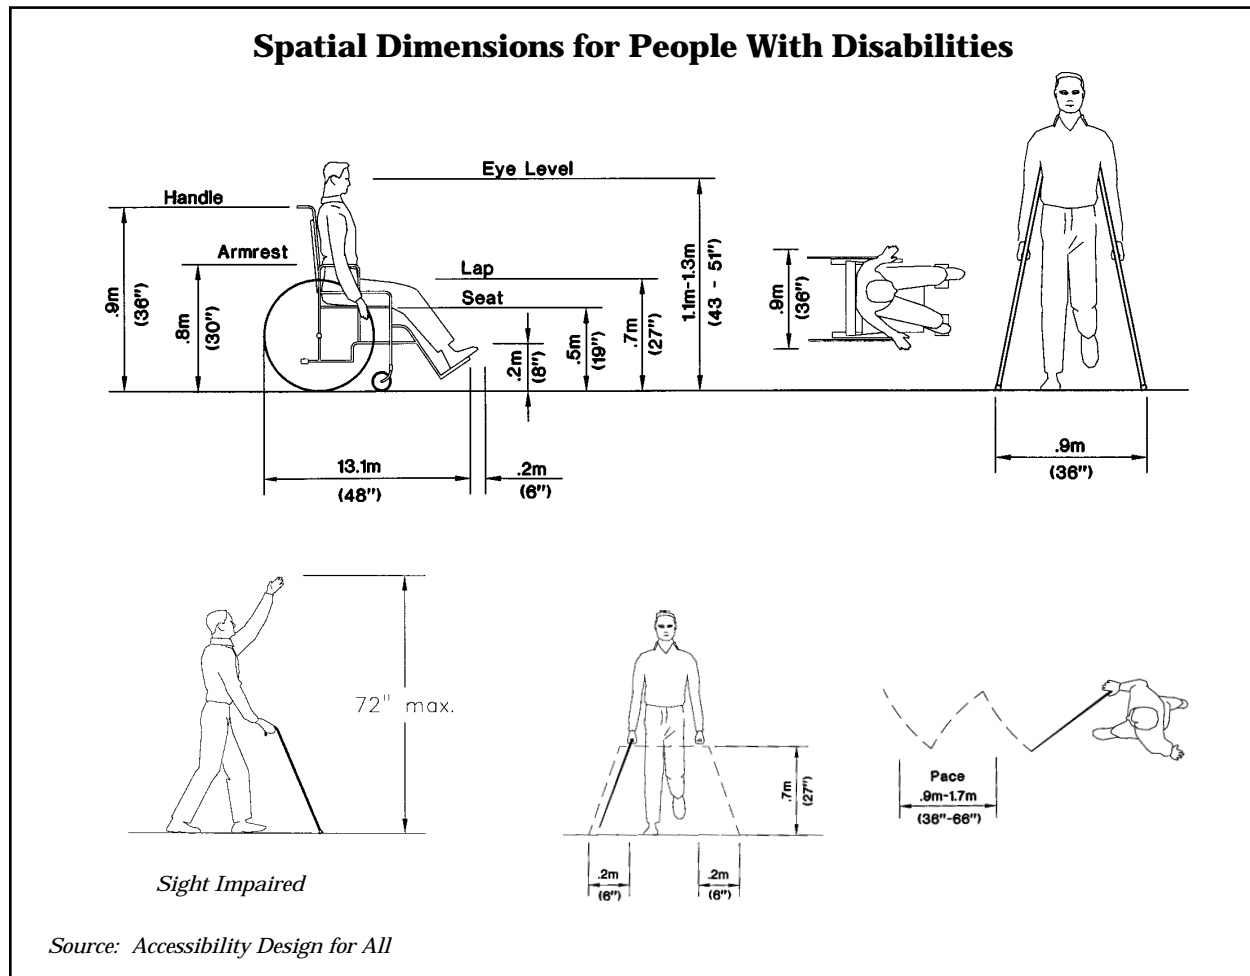 Spatial Dimensions for People With Disabilities
Eye Level
Handle
Armrest
Lap
Seat
.9m
(36")
.8m
(30")
.2m
(8")
.5m
(19")
.7m
(27")
1.1m-1.3m
(43 - 51")
.9m
(36")
13.1m
(48")
.2m
(6")
.9m
(36")
72" max.
.7m
(27")
Pace
.9m-1.7m
(36"-66")
.2m
(6")
.2m
(6")
Sight Impaired
Source: Accessibility Design for All